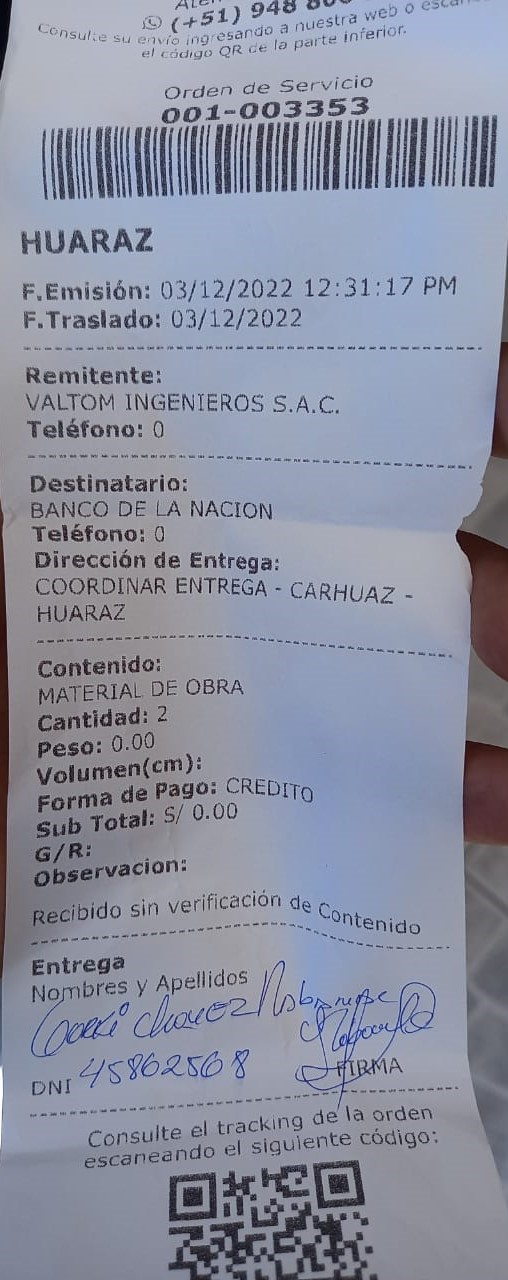 (+51) 948
Consulte su envío ingresando a nuestra web o
el código QR de la parte inferior.
Orden de Servicio
001-003353
HUARAZ
F.Emisión: 03/12/2022 12:31:17 PM
F.Traslado: 03/12/2022
Remitente:
VALTOM INGENIEROS S.A.C.
Teléfono: 0
Destinatario:
BANCO DE LA NACION
Teléfono: 0
Dirección de Entrega:
COORDINAR ENTREGA - CARHUAZ -
HUARAZ
Contenido:
MATERIAL DE OBRA
Cantidad: 2
Peso: 0.00
Volumen(cm):
Forma de Pago: CREDITO
Sub Total: S/ 0.00
G/R:
Observacion:
Recibido sin verificación de Contenido
Entrega
Nombres y Apellidos
Chavez
DNI 45862568
FIRMA
Consulte el tracking de la orden
escaneando el siguiente código: